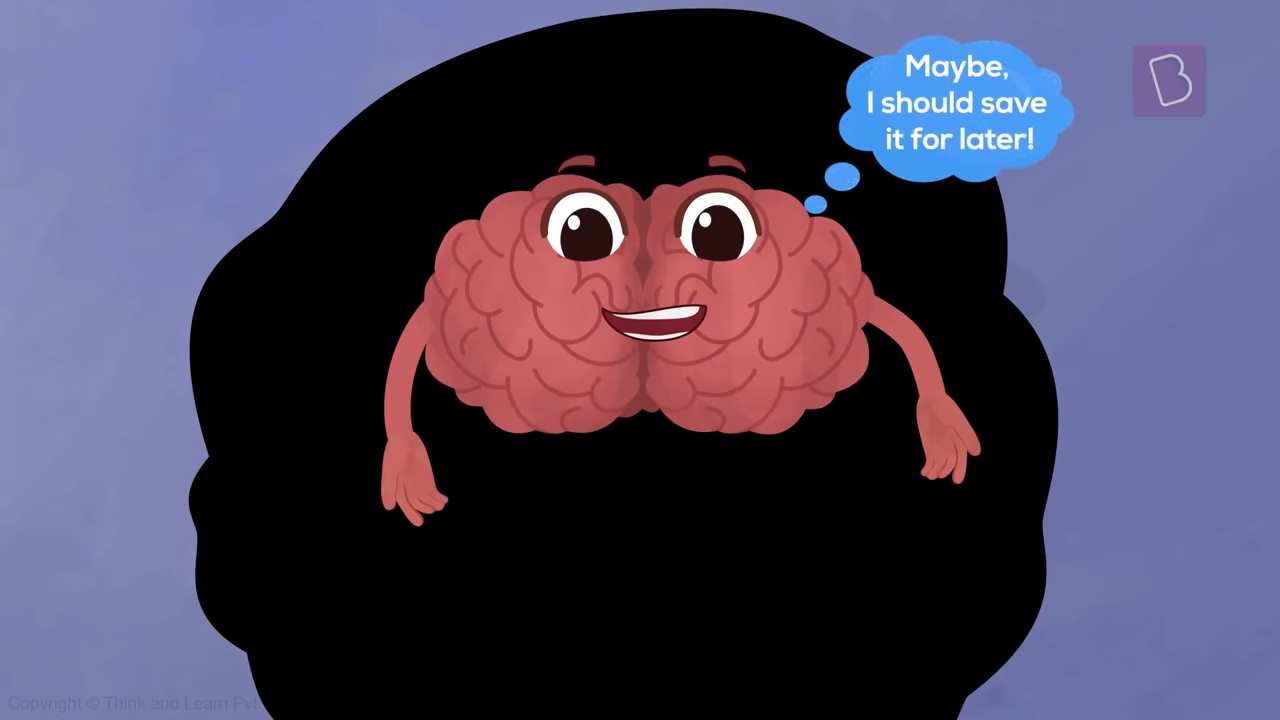 Maybe,
I should save
it for later!
B
Copyright © Think and Learn Pvt.